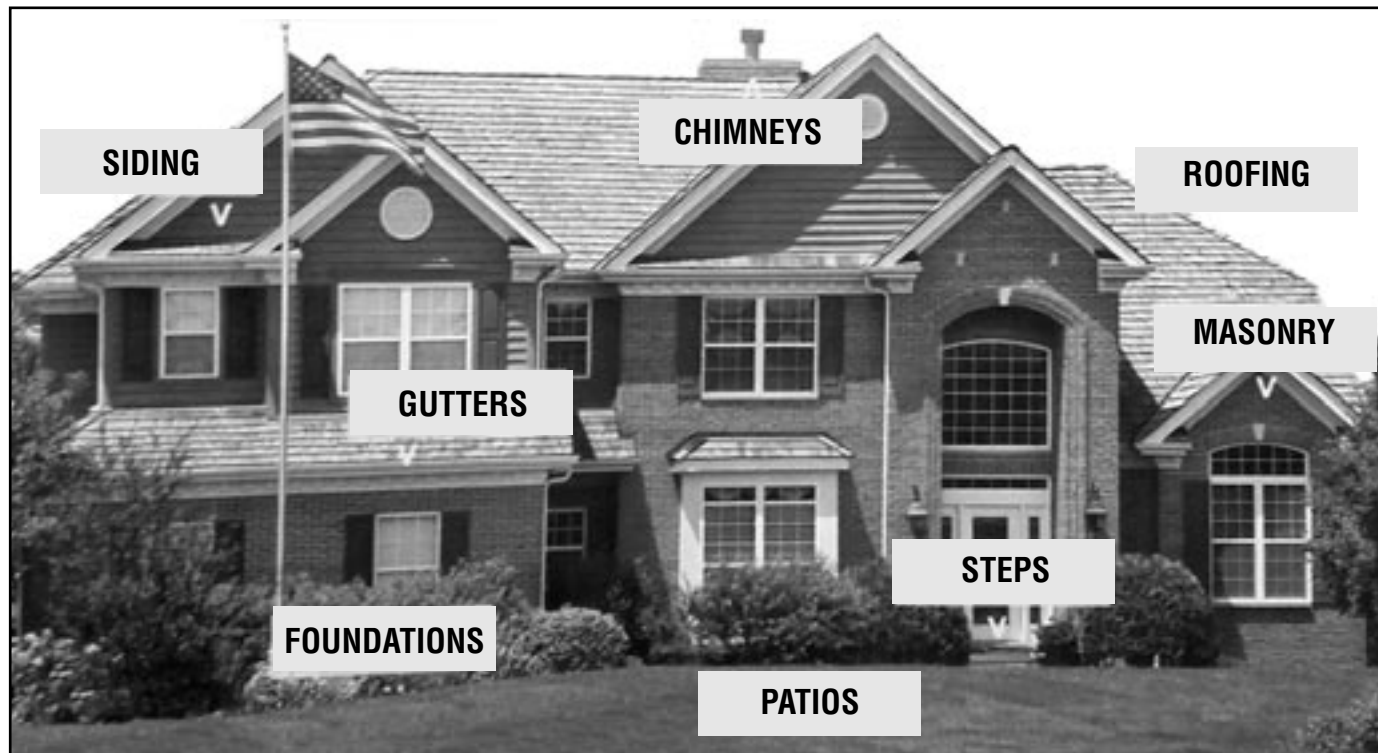 CHIMNEYS
SIDING
ROOFING
MASONRY
GUTTERS
STEPS
FOUNDATIONS
PATIOS